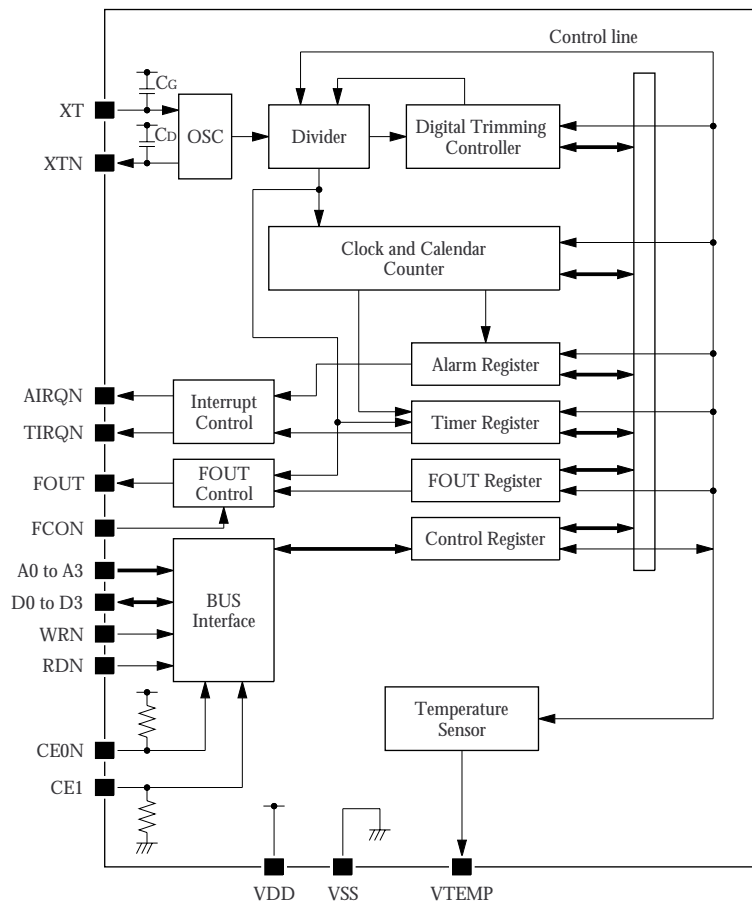 Control line
XT
CG
OSC
Divider
Digital Trimming
Controller
CD
XTN
Clock and Calendar
Counter
Alarm Register
AIRQN
Interrupt
Control
Timer Register
TIRQN
FOUT
FOUT
Control
FOUT Register
FCON
Control Register
A0 to A3
D0 to D3
BUS
Interface
WRN
RDN
Temperature
Sensor
CE0N
CE1
VDD
VSS
VTEMP